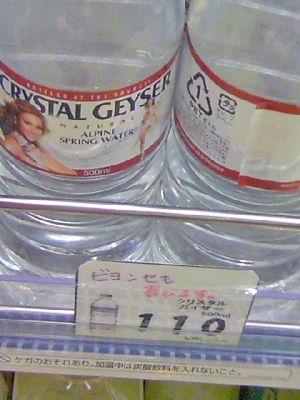 BOTTLED AT THE SOURCE
CRYSTAL GEYSER
NATURAL
ALPINE
SPRING WATER
500ml
ビヨンセも
喜びます。
クリスタル
ガイザー
500ml
110
ケガのおそれあり。加温中は炭酸飲料を入れないこと。